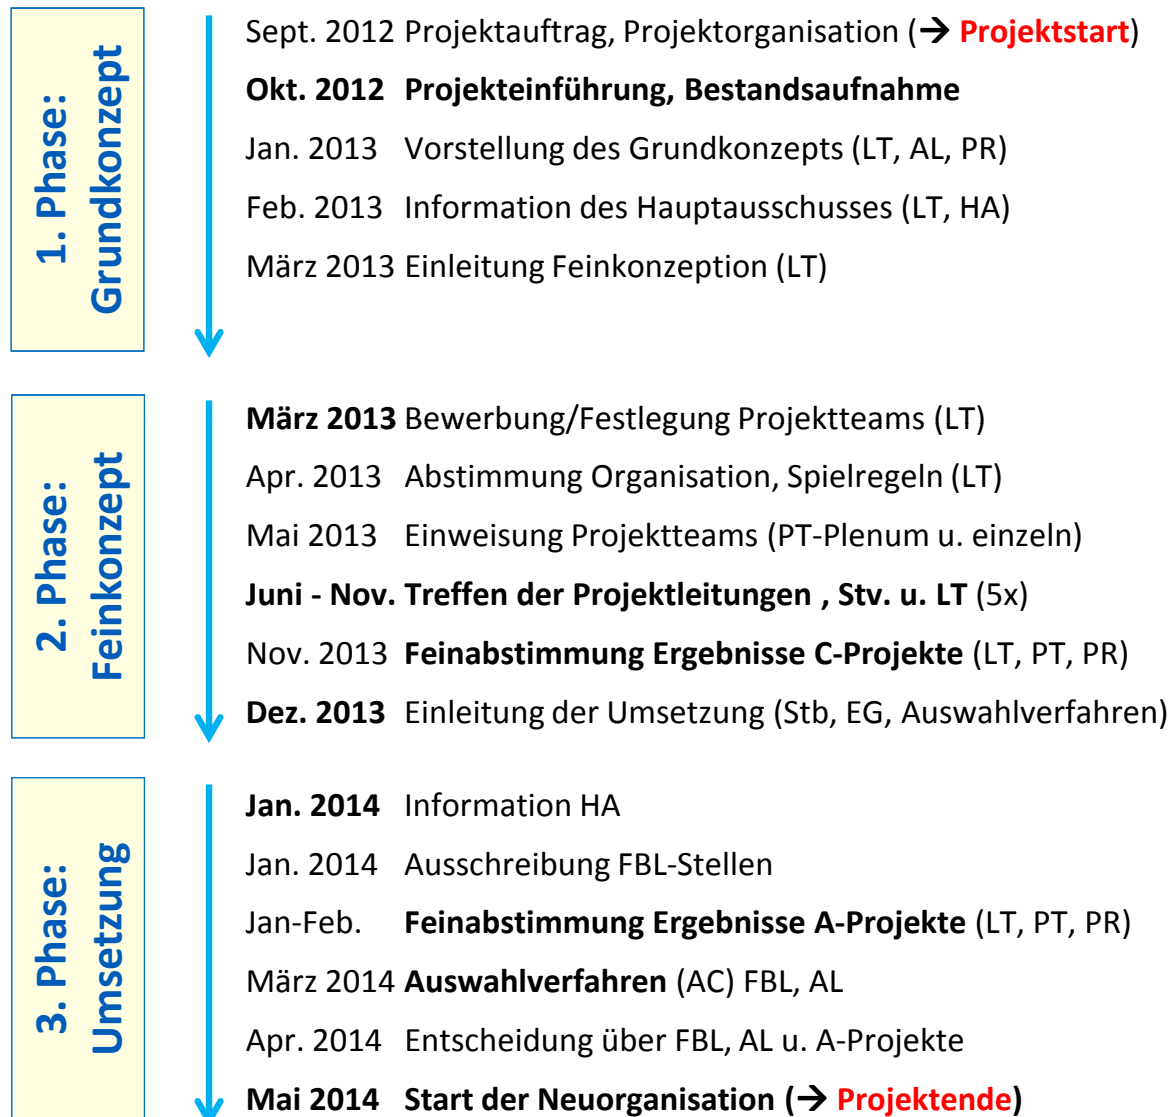 1. Phase:
Grundkonzept
Sept. 2012 Projektauftrag, Projektorganisation (→ Projektstart)
Okt. 2012 Projekteinführung, Bestandsaufnahme
Jan. 2013 Vorstellung des Grundkonzepts (LT, AL, PR)
Feb. 2013 Information des Hauptausschusses (LT, HA)
März 2013 Einleitung Feinkonzeption (LT)
2. Phase:
Feinkonzept
März 2013 Bewerbung/Festlegung Projektteams (LT)
Apr. 2013 Abstimmung Organisation, Spielregeln (LT)
Mai 2013 Einweisung Projektteams (PT-Plenum u. einzeln)
Juni - Nov. Treffen der Projektleitungen , Stv. u. LT (5x)
Nov. 2013 Feinabstimmung Ergebnisse C-Projekte (LT, PT, PR)
Dez. 2013 Einleitung der Umsetzung (Stb, EG, Auswahlverfahren)
3. Phase:
Umsetzung
Jan. 2014 Information HA
Jan. 2014 Ausschreibung FBL-Stellen
Jan-Feb. Feinabstimmung Ergebnisse A-Projekte (LT, PT, PR)
März 2014 Auswahlverfahren (AC) FBL, AL
Apr. 2014 Entscheidung über FBL, AL u. A-Projekte
Mai 2014 Start der Neuorganisation (→ Projektende)